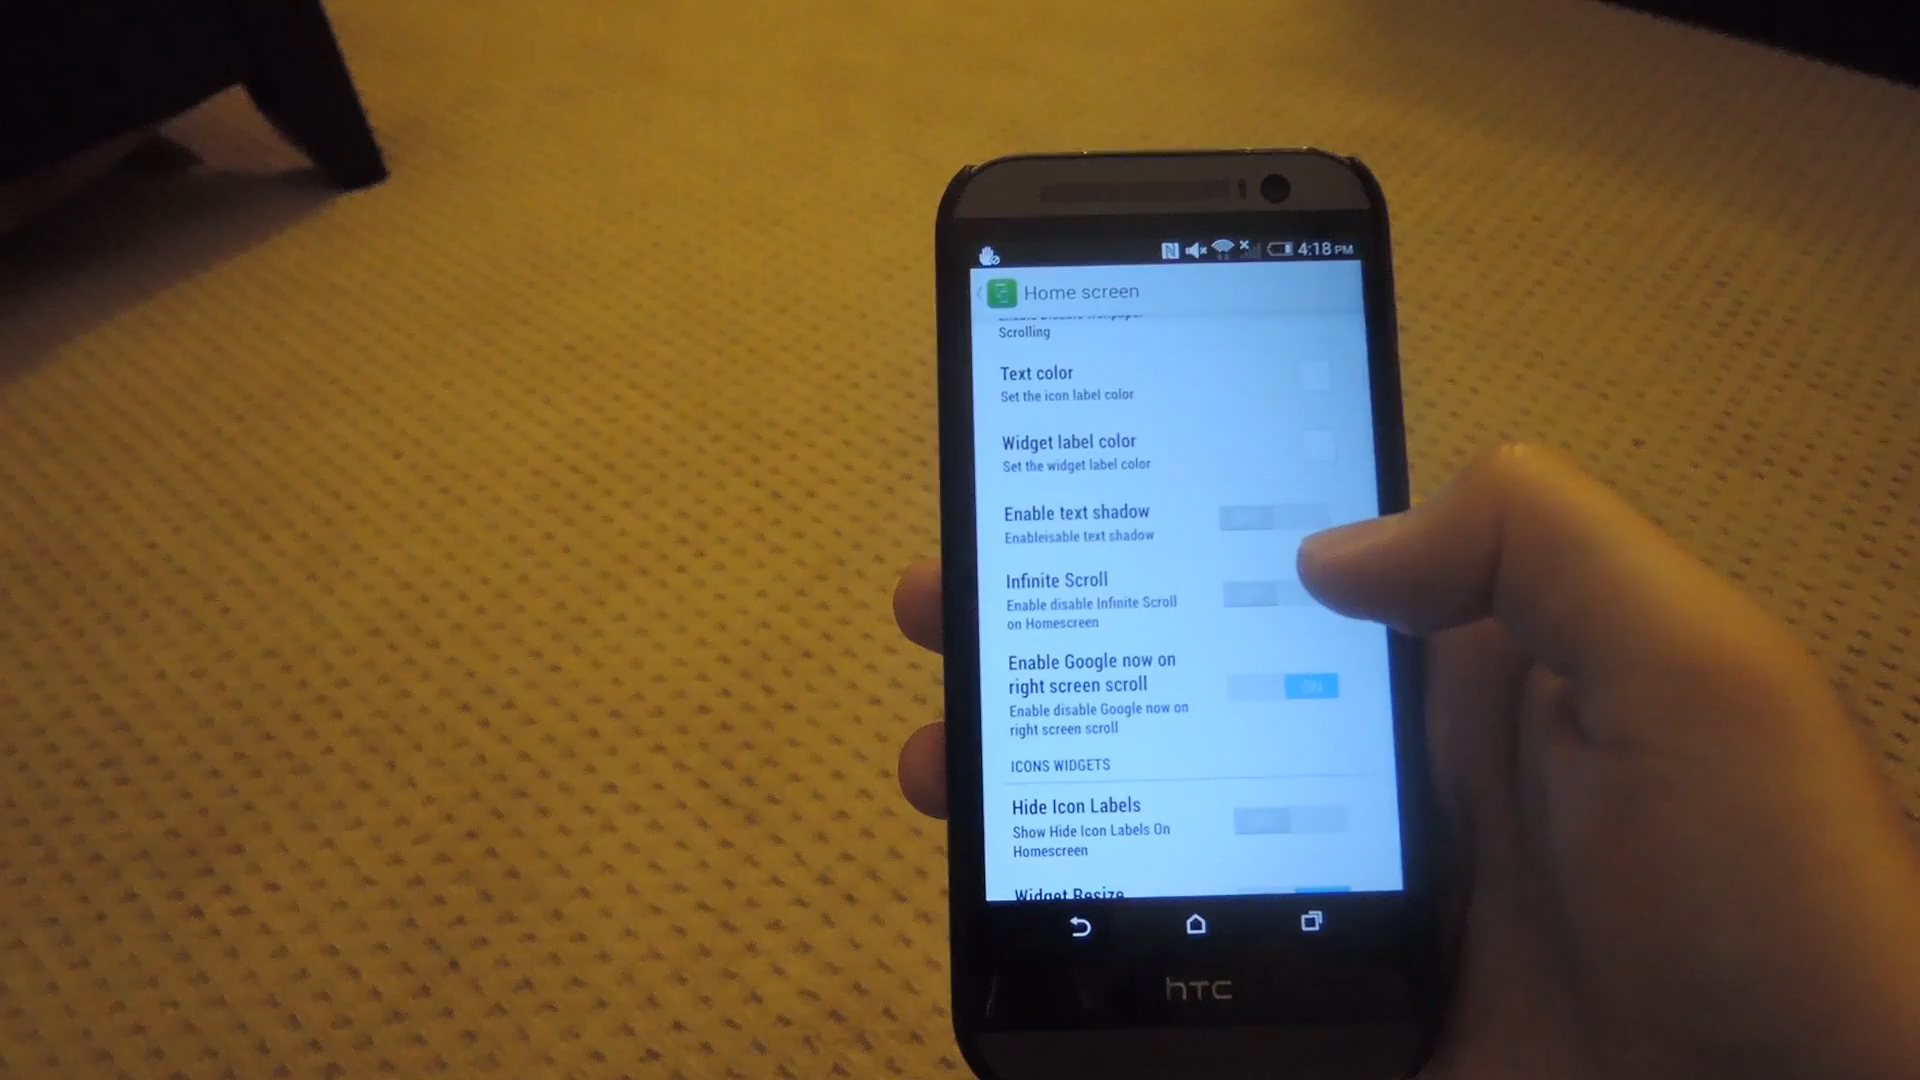 4:18 PM
Home screen
Scrolling
Text color
Set the icon label color
Widget label color
Set the widget label color
Enable text shadow
Enableisable text shadow
Infinite Scroll
Enable disable Infinite Scroll
on Homescreen
Enable Google now on
right screen scroll
ON
Enable disable Google now on
right screen scroll
ICONS WIDGETS
Hide Icon Labels
Show Hide Icon Labels On
Homescreen
Widget Resize
hTC